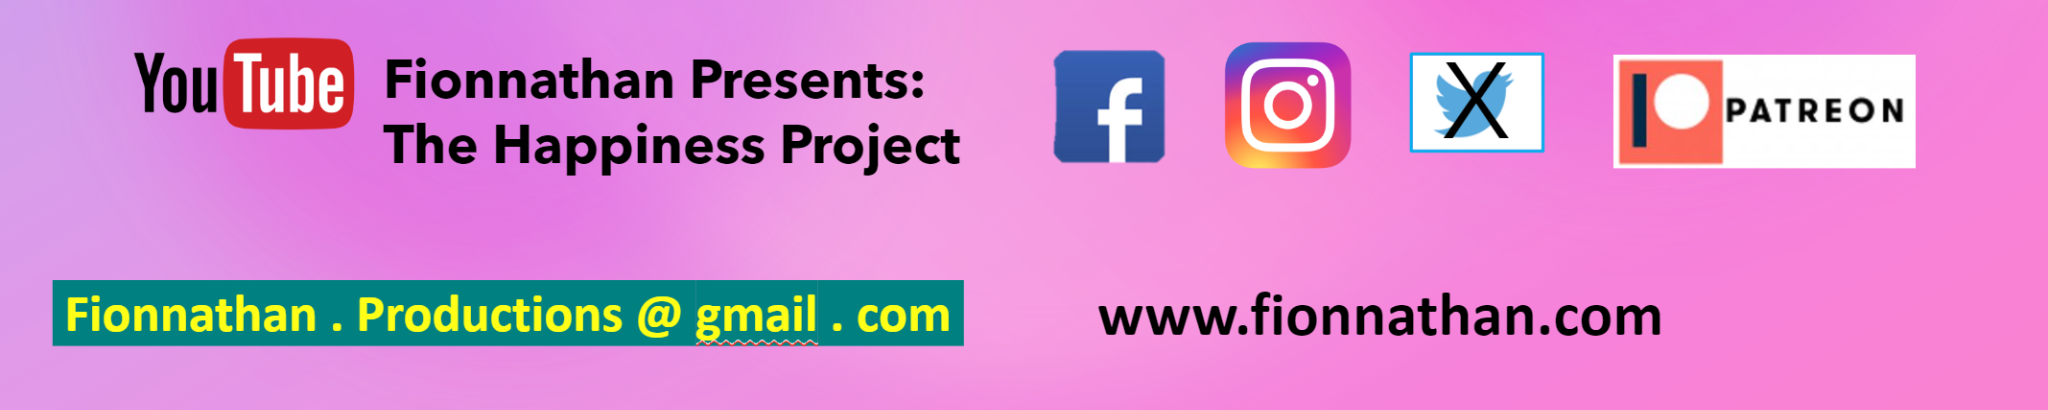 YouTube
Fionnathan Presents:
The Happiness Project
f
X
PATREON
Fionnathan . Productions @ gmail . com
www.fionnathan.com